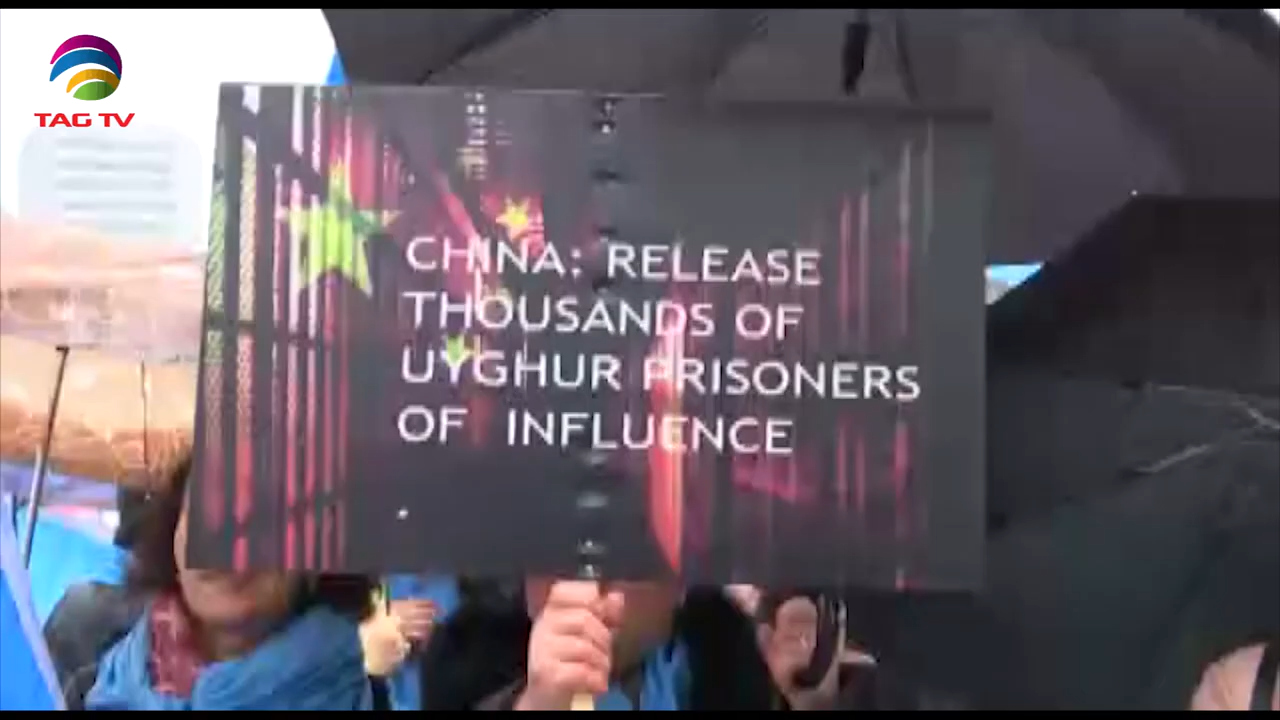 TAG TV
CHINA: RELEASE
THOUSANDS OF
UYGHUR PRISONERS
OF INFLUENCE